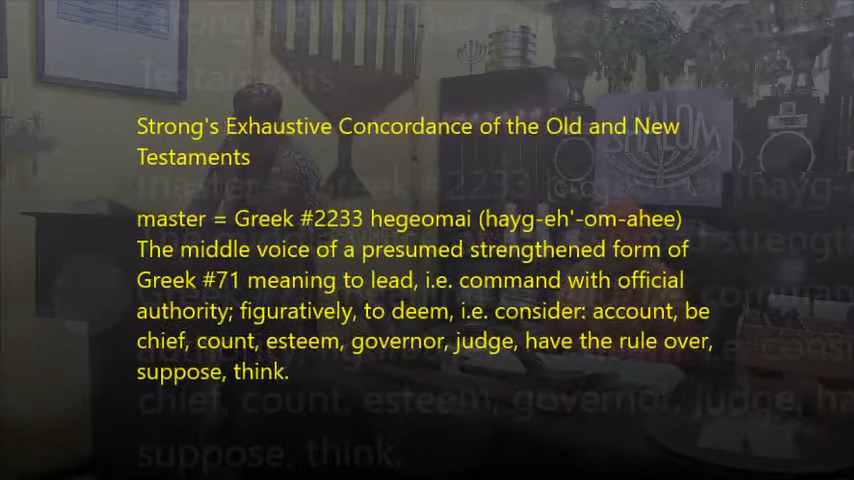 Strong's Exhaustive Concordance of the Old and New
Testaments
master = Greek #2233 hegeomai (hayg-eh'-om-ahee)
The middle voice of a presumed strengthened form of
Greek #71 meaning to lead, i.e. command with official
authority; figuratively, to deem, i.e. consider: account, be
chief, count, esteem, governor, judge, have the rule over,
suppose, think.
SHALOM